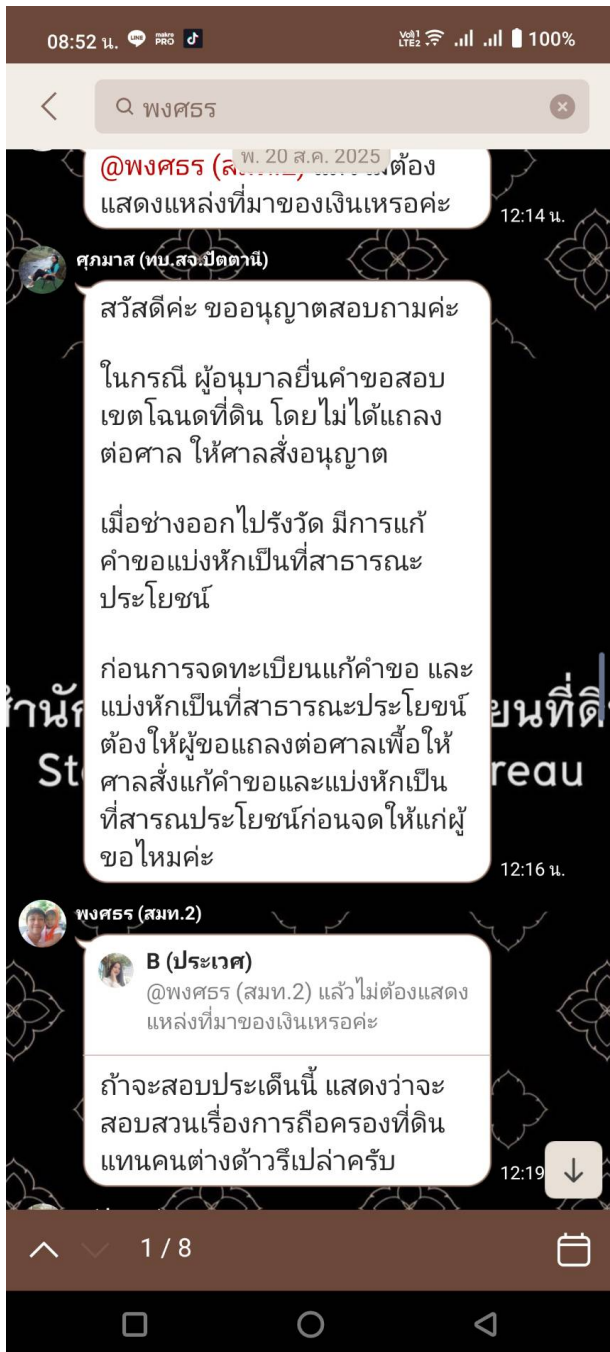 08:52 น. LINE makro PRO Vo)) 1 LTE2 100%
พงศธร
พ. 20 ส.ค. 2025
@พงศธร ต้อง
แสดงแหล่งที่มาของเงินเหรอค่ะ
12:14 น.
ศุภมาส (ทบ.สจ.ปัตตานี)
สวัสดีค่ะ ขออนุญาตสอบถามค่ะ
ในกรณี ผู้อนุบาลยื่นคำขอสอบ
เขตโฉนดที่ดิน โดยไม่ได้แถลง
ต่อศาล ให้ศาลสั่งอนุญาต
เมื่อช่างออกไปรังวัด มีการแก้
คำขอแบ่งหักเป็นที่สาธารณะ
ประโยชน์
ก่อนการจดทะเบียนแก้คำขอ และ
แบ่งหักเป็นที่สาธารณะประโยขน์
ต้องให้ผู้ขอแถลงต่อศาลเพื่อให้
ศาลสั่งแก้คำขอและแบ่งหักเป็น
ที่สารณประโยชน์ก่อนจดให้แก่ผู้
ขอไหมค่ะ
12:16 น.
พงศธร (สมท.2)
B (ประเวศ)
@พงศธร (สมท.2) แล้วไม่ต้องแสดง
แหล่งที่มาของเงินเหรอค่ะ
ถ้าจะสอบประเด็นนี้ แสดงว่าจะ
สอบสวนเรื่องการถือครองที่ดิน
แทนคนต่างด้าวรึเปล่าครับ
12:19
1 / 8